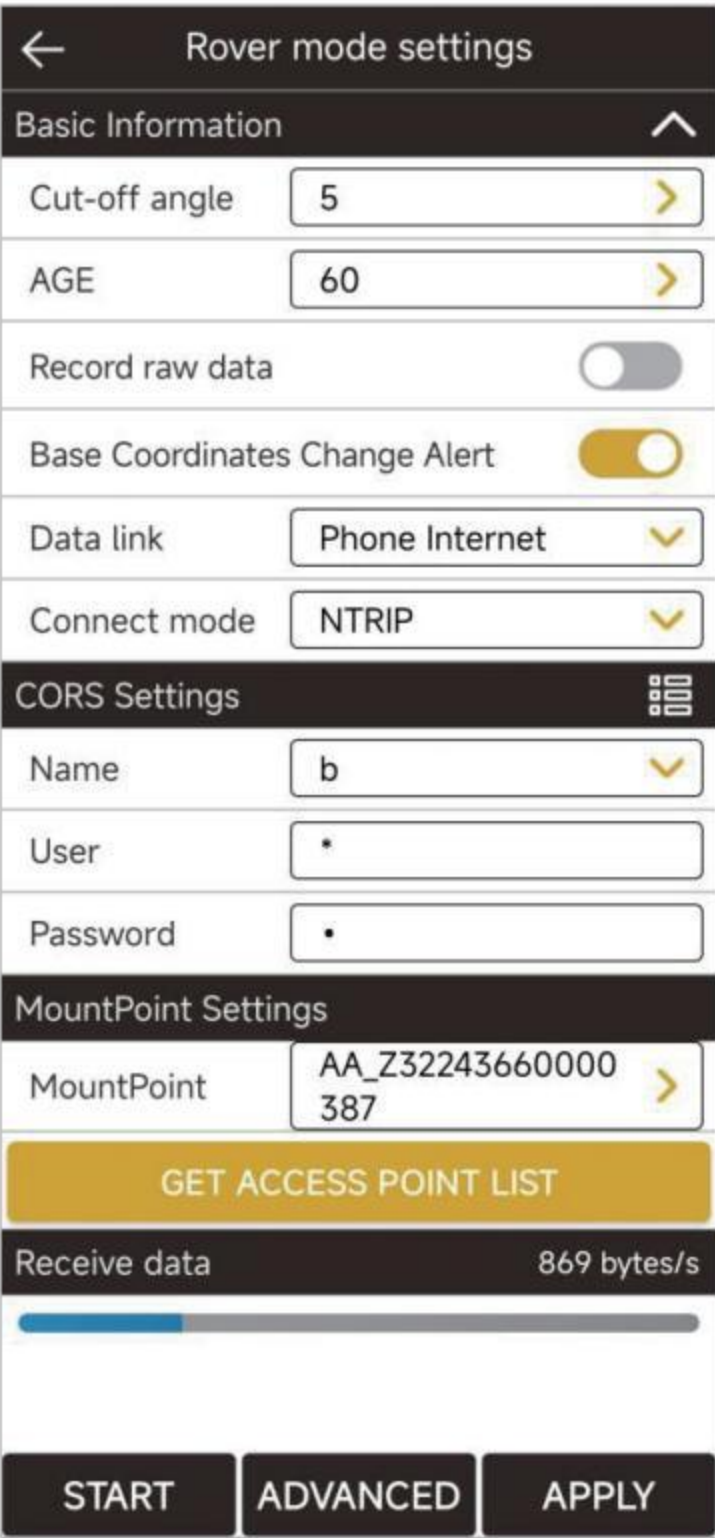 Rover mode settings
Basic Information
Cut-off angle 5
AGE 60
Record raw data
Base Coordinates Change Alert
Data link Phone Internet
Connect mode NTRIP
CORS Settings
Name b
User *
Password •
MountPoint Settings
MountPoint AA_Z32243660000
387
GET ACCESS POINT LIST
Receive data 869 bytes/s
START ADVANCED APPLY